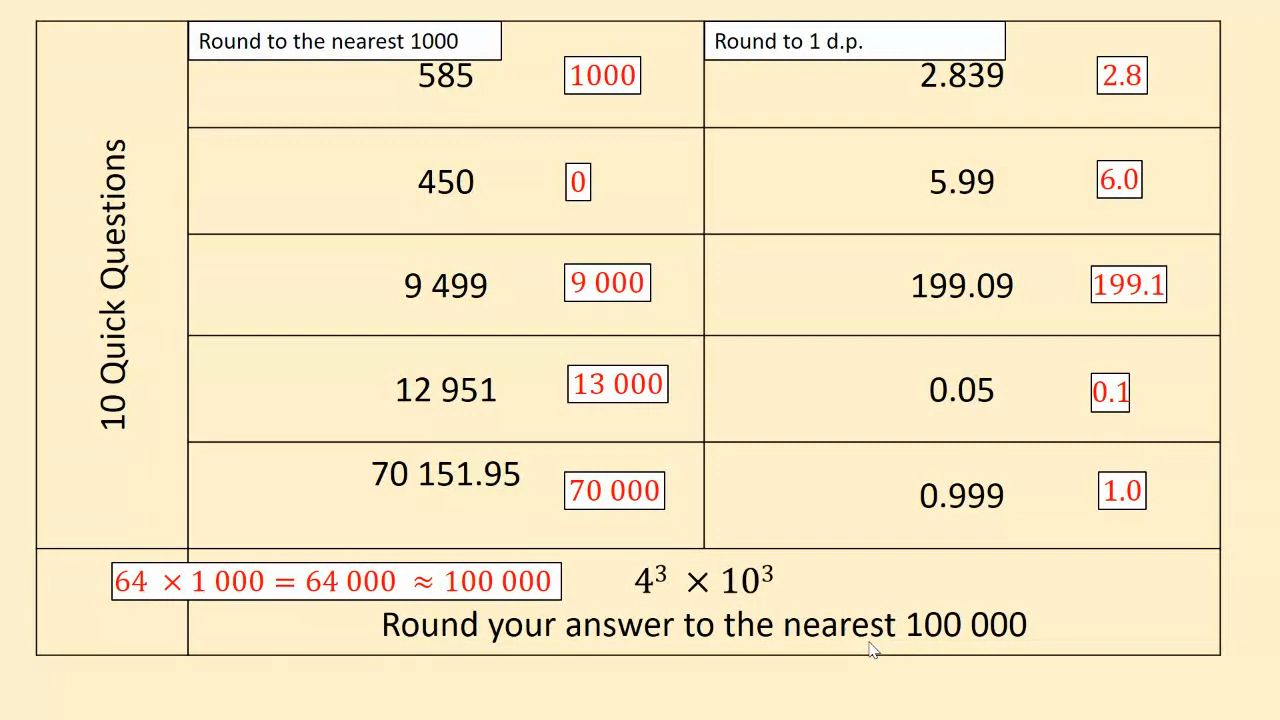 10 Quick Questions
Round to the nearest 1000
Round to 1 d.p.
585 1000 2.839 2.8
450 0 5.99 6.0
9 499 9 000 199.09 199.1
12 951 13 000 0.05 0.1
70 151.95 70 000 0.999 1.0
64 × 1 000 = 64 000 ≈ 100 000 4³ × 10³
Round your answer to the nearest 100 000